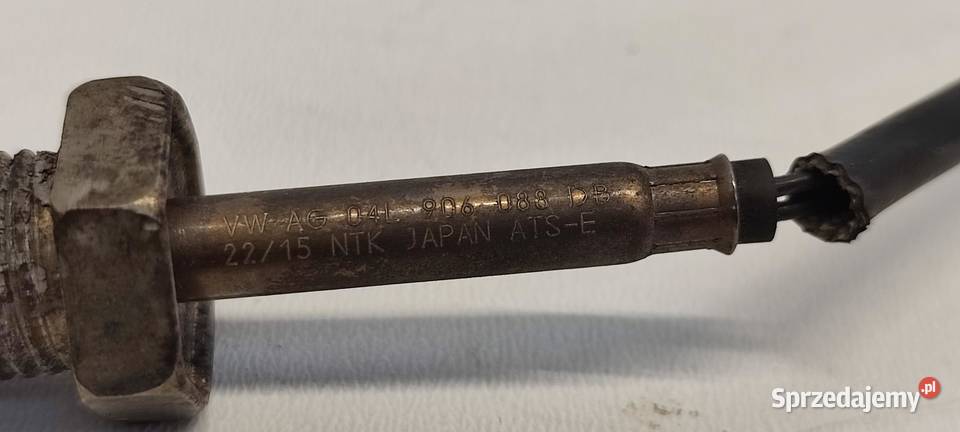 VW AG 04L 906 088 DB
22/15 NTK JAPAN ATS-E
Sprzedajemy.pl